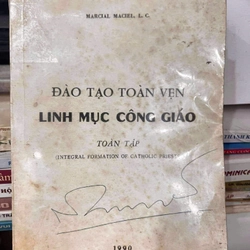 MARCIAL MACIEL, L. C.
ĐÀO TẠO TOÀN VẸN
LINH MỤC CÔNG GIÁO
TOÀN TẬP
(INTEGRAL FORMATION OF CATHOLIC PRIEST)
1990